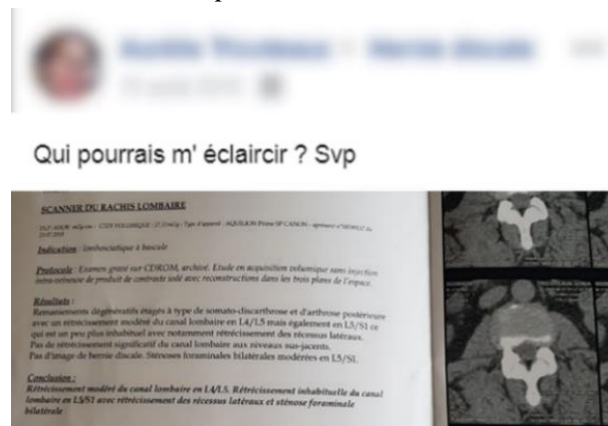 Qui pourrais m' éclaircir ? Svp
SCANNER DU RACHIS LOMBAIRE
Indication : lombosciatique à bascule
Protocole : Examen gravé sur CDROM, archivé. Etude en acquisition volumique sans injection
intra-veineuse de produit de contraste iodé avec reconstructions dans les trois plans de l'espace.
Résultats :
Remaniements dégénératifs étagés à type de somato-discarthrose et d'arthrose postérieure
avec un rétrécissement modéré du canal lombaire en L4/L5 mais également en L5/S1 ce
qui est un peu plus inhabituel avec notamment rétrécissement des récessus latéraux.
Pas de rétrécissement significatif du canal lombaire aux niveaux sus-jacents.
Pas d'image de hernie discale. Sténoses foraminales bilatérales modérées en L5/S1.
Conclusion :
Rétrécissement modéré du canal lombaire en L4/L5. Rétrécissement inhabituelle du canal
lombaire en L5/S1 avec rétrécissement des récessus latéraux et sténose foraminale
bilatérale